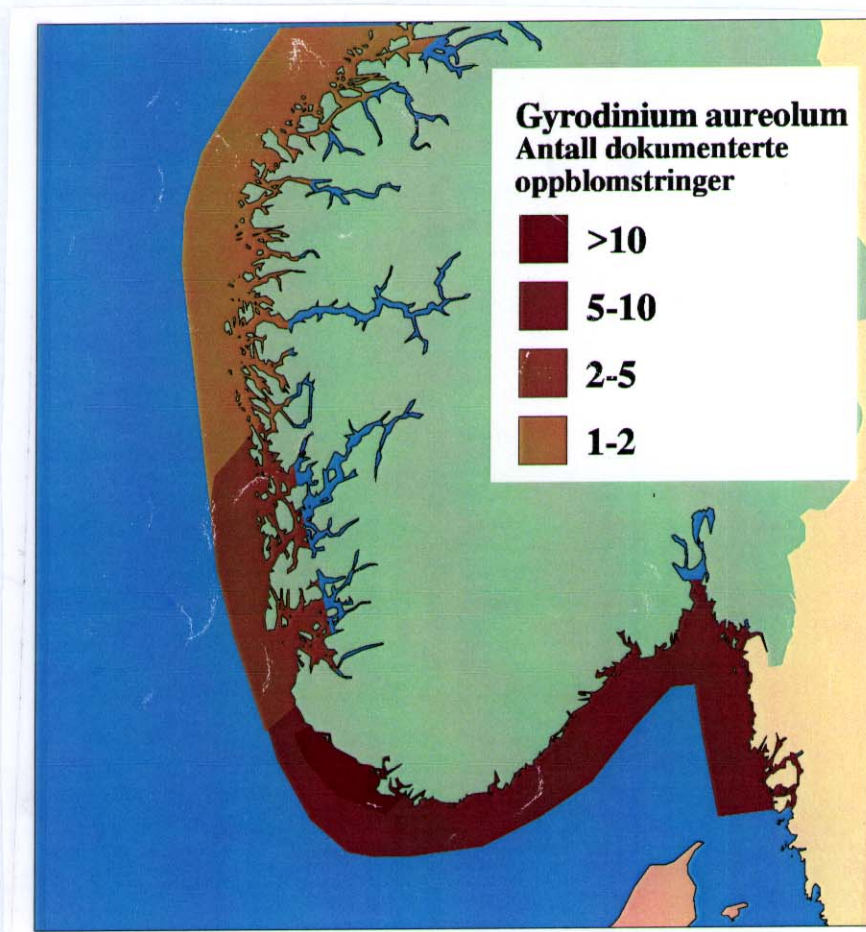 Gyrodinium aureolum
Antall dokumenterte
oppblomstringer
>10
5-10
2-5
1-2